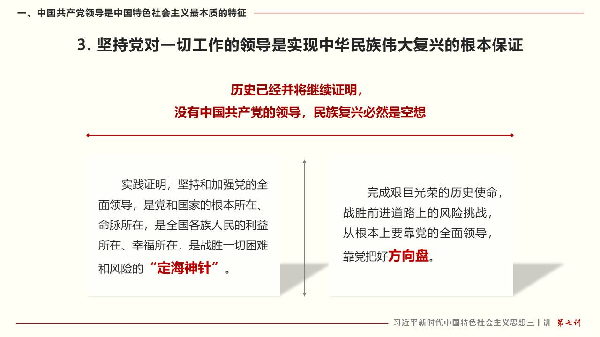 一、中国共产党领导是中国特色社会主义最本质的特征
3. 坚持党对一切工作的领导是实现中华民族伟大复兴的根本保证
历史已经并将继续证明，
没有中国共产党的领导，民族复兴必然是空想
实践证明，坚持和加强党的全
面领导，是党和国家的根本所在、
命脉所在，是全国各族人民的利益
所在、幸福所在，是战胜一切困难
和风险的“定海神针”。
完成艰巨光荣的历史使命，
战胜前进道路上的风险挑战，
从根本上要靠党的全面领导，
靠党把好方向盘。
习近平新时代中国特色社会主义思想三十讲 第七讲